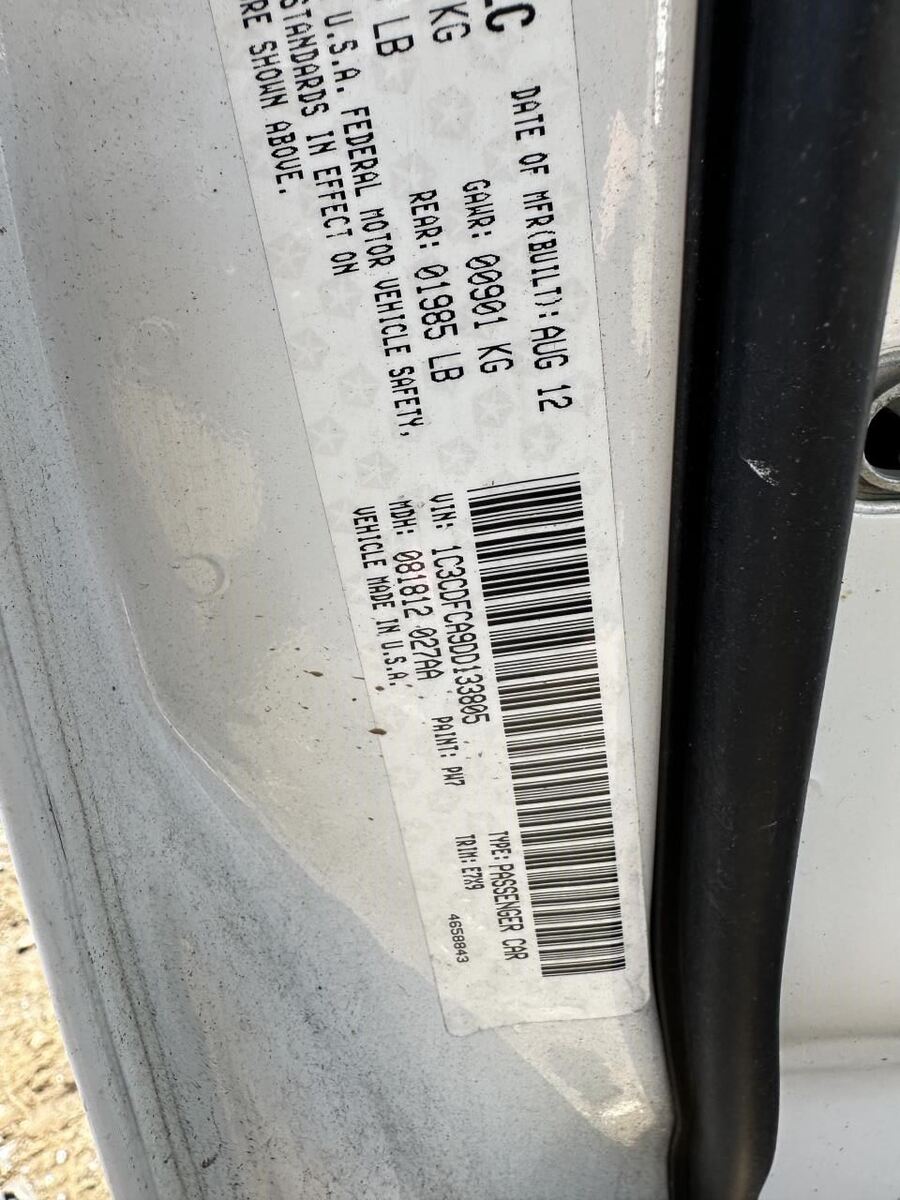 LC
DATE OF MFR(BUILT): AUG 12
KG
GAWR: 00901 KG
LB
REAR: 01985 LB
U.S.A. FEDERAL MOTOR VEHICLE SAFETY,
STANDARDS IN EFFECT ON
RE SHOWN ABOVE.
VIN: 1C3CDFCA9DD133805
TYPE: PASSENGER CAR
MDH: 081812 027AA
PAINT: PW7
TRIM: E7X9
VEHICLE MADE IN U.S.A.
4658843